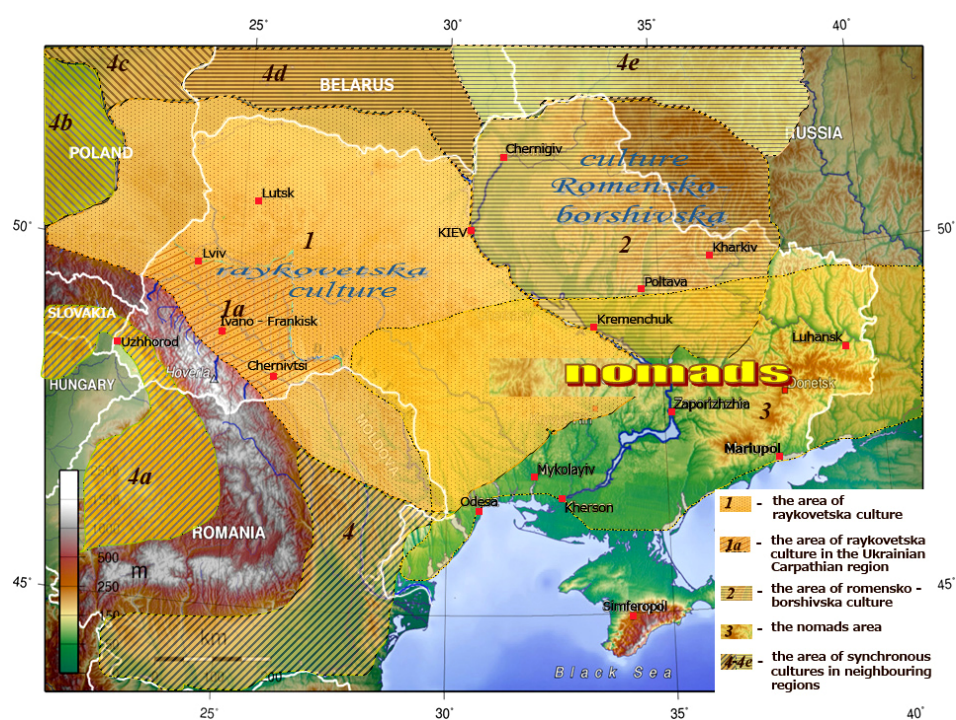 25°
30°
35°
40°
4c
4d
4e
BELARUS
4b
RUSSIA
POLAND
Chernigiv
culture
Romensko-
borshivska
Lutsk
50°
KIEV
50°
1
2
Kharkiv
Lviv
raykovetska
culture
Poltava
1a
SLOVAKIA
Ivano - Frankisk
Kremenchuk
Uzhhorod
Luhansk
Hoverla
Chernivtsi
nomads
HUNGARY
Donetsk
Zaportzhzhia
3
MOLDOVA
Mariupol
4a
Mykolayiv
Odesa
Kherson
1 - the area of
raykovetska culture
ROMANIA
4
1a - the area of raykovetska
culture in the Ukrainian
Carpathian region
500
m
250
45°
45°
150
2 - the area of romensko -
borshivska culture
Simferopol
3 - the nomads area
km
4-4e - the area of synchronous
cultures in neighbouring
regions
Black Sea
25°
30°
35°
40°